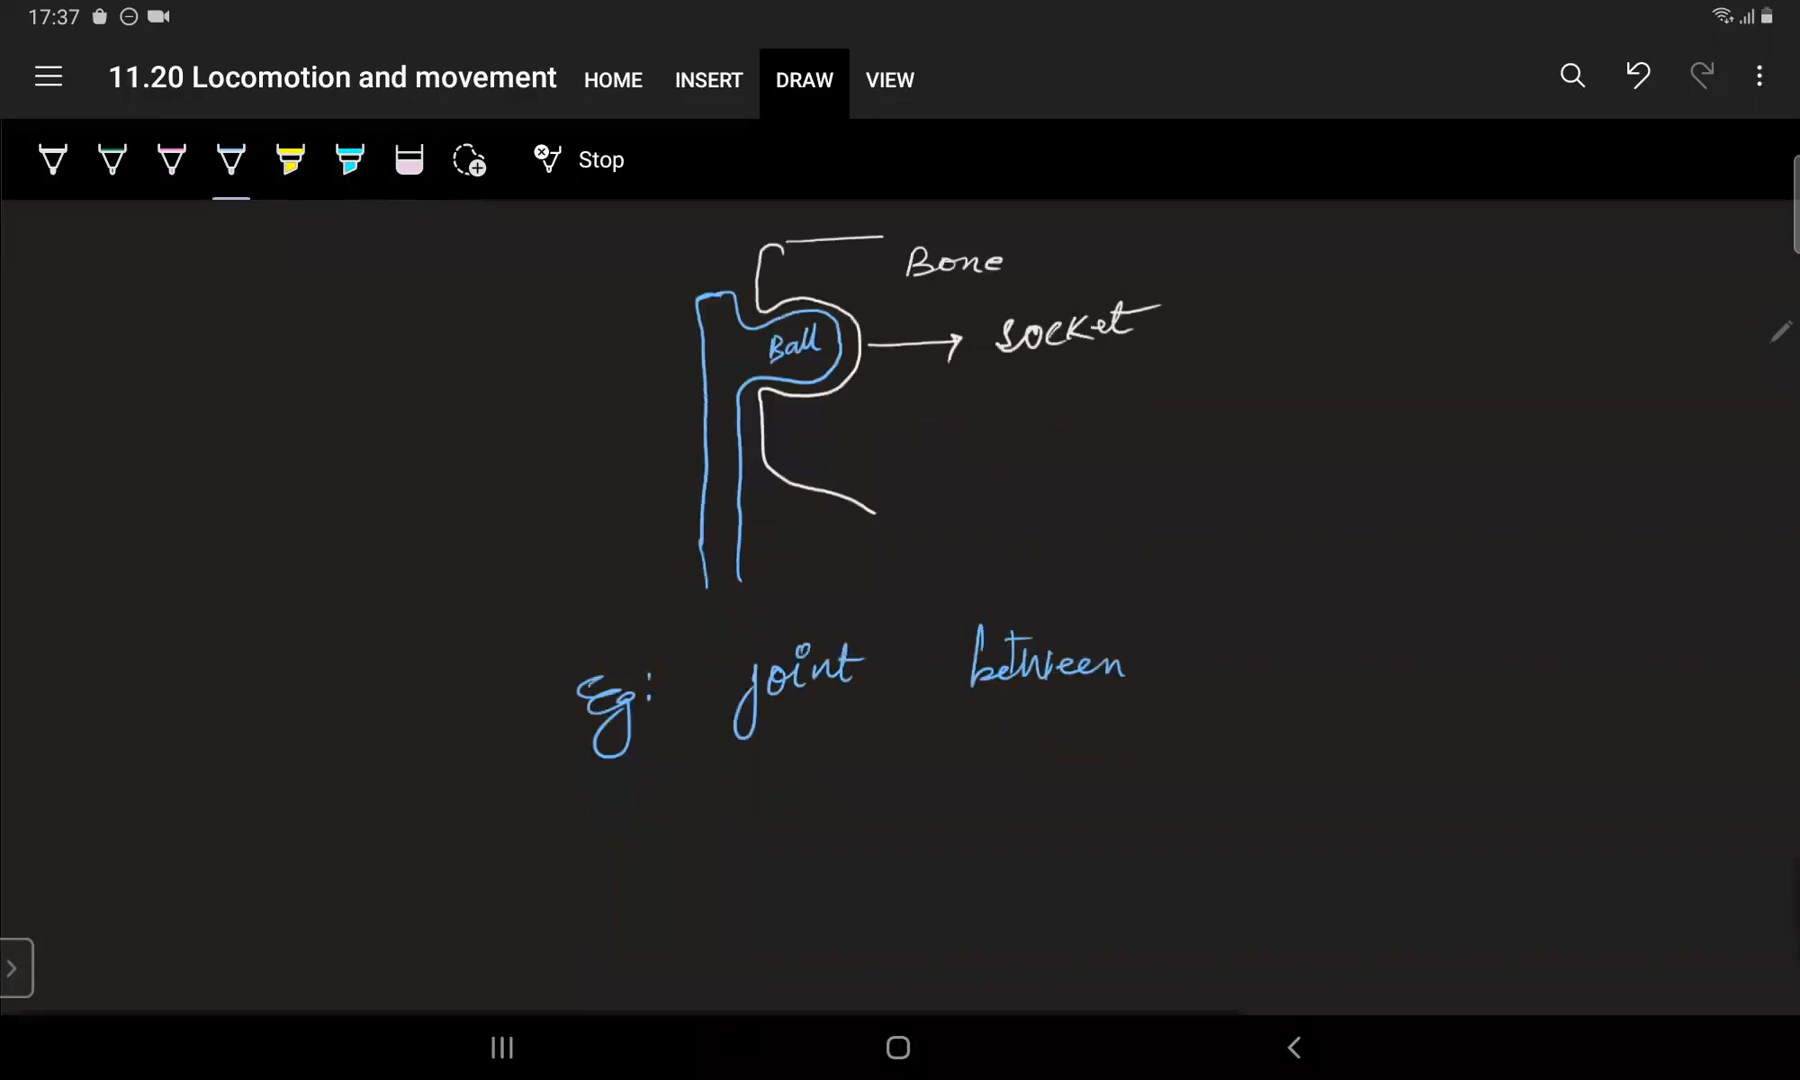 17:37
11.20 Locomotion and movement HOME INSERT DRAW VIEW
Stop
Bone
Ball
socket
Eg: joint between